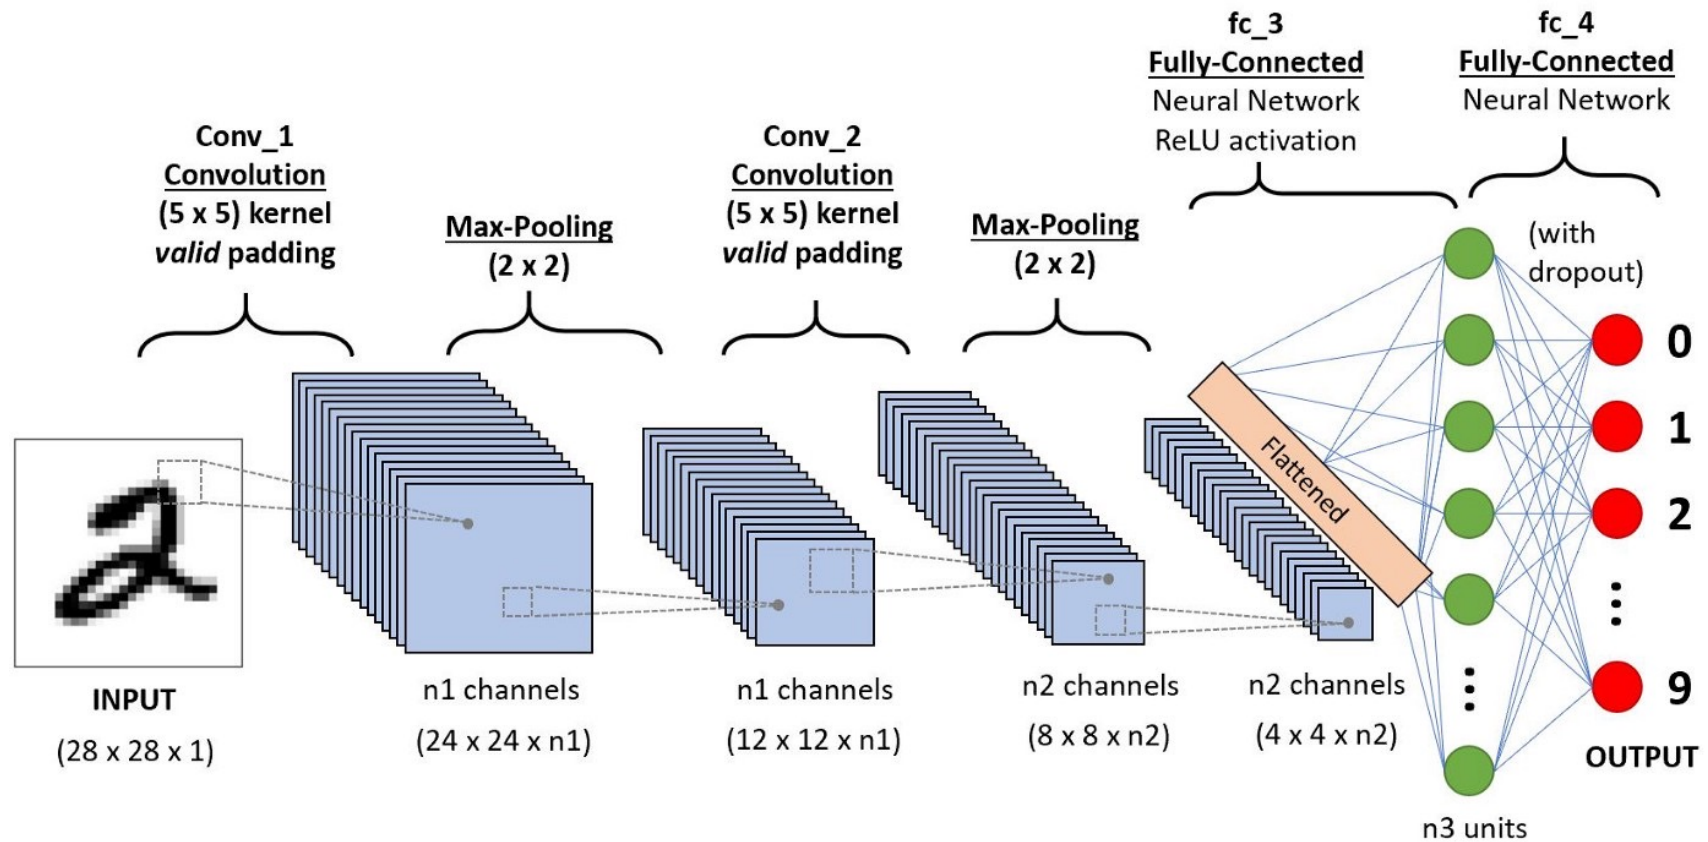 Conv_1
Convolution
(5 x 5) kernel
valid padding
Max-Pooling
(2 x 2)
Conv_2
Convolution
(5 x 5) kernel
valid padding
Max-Pooling
(2 x 2)
fc_3
Fully-Connected
Neural Network
ReLU activation
fc_4
Fully-Connected
Neural Network
(with
dropout)
Flattened
0
1
2
9
INPUT
(28 x 28 x 1)
n1 channels
(24 x 24 x n1)
n1 channels
(12 x 12 x n1)
n2 channels
(8 x 8 x n2)
n2 channels
(4 x 4 x n2)
OUTPUT
n3 units
2